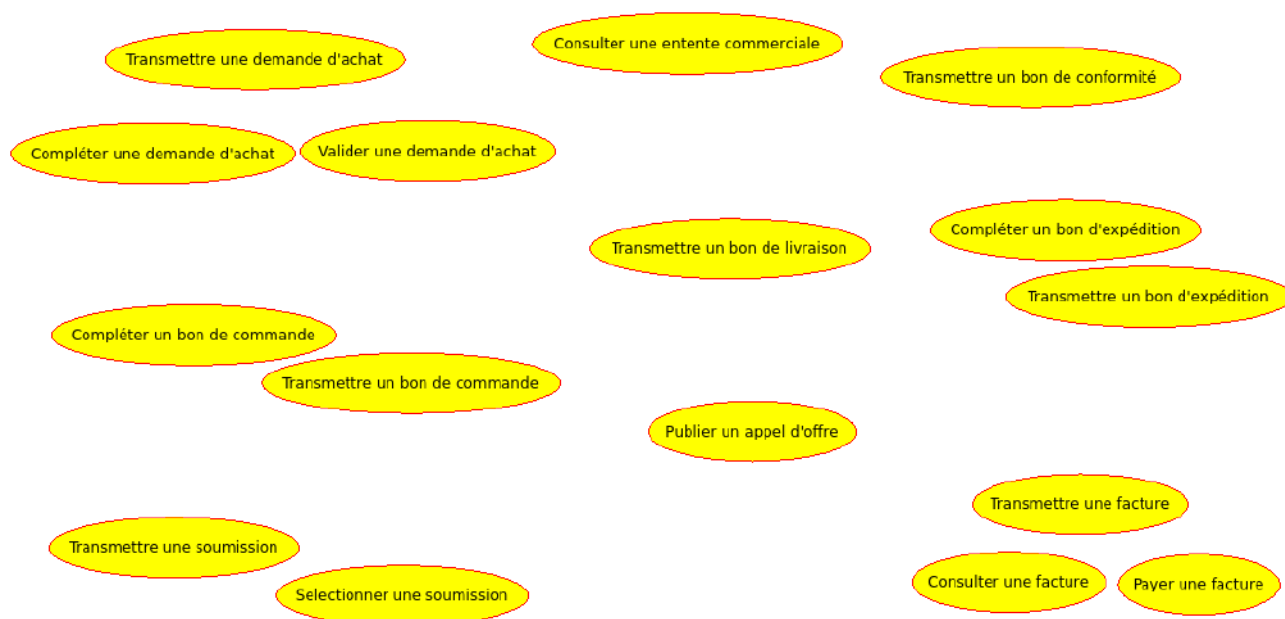 Transmettre une demande d'achat
Consulter une entente commerciale
Transmettre un bon de conformité
Compléter une demande d'achat
Valider une demande d'achat
Transmettre un bon de livraison
Compléter un bon d'expédition
Transmettre un bon d'expédition
Compléter un bon de commande
Transmettre un bon de commande
Publier un appel d'offre
Transmettre une facture
Transmettre une soumission
Selectionner une soumission
Consulter une facture
Payer une facture